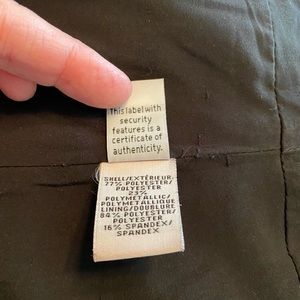 This label with
security
features is a
certificate of
authenticity.
SHELL/EXTÉRIEUR:
77% POLYESTER/
POLYESTER
23%
POLYMETALLIC/
POLYMETALLIQUE
LINING/DOUBLURE
84% POLYESTER/
POLYESTER
16% SPANDEX/
SPANDEX